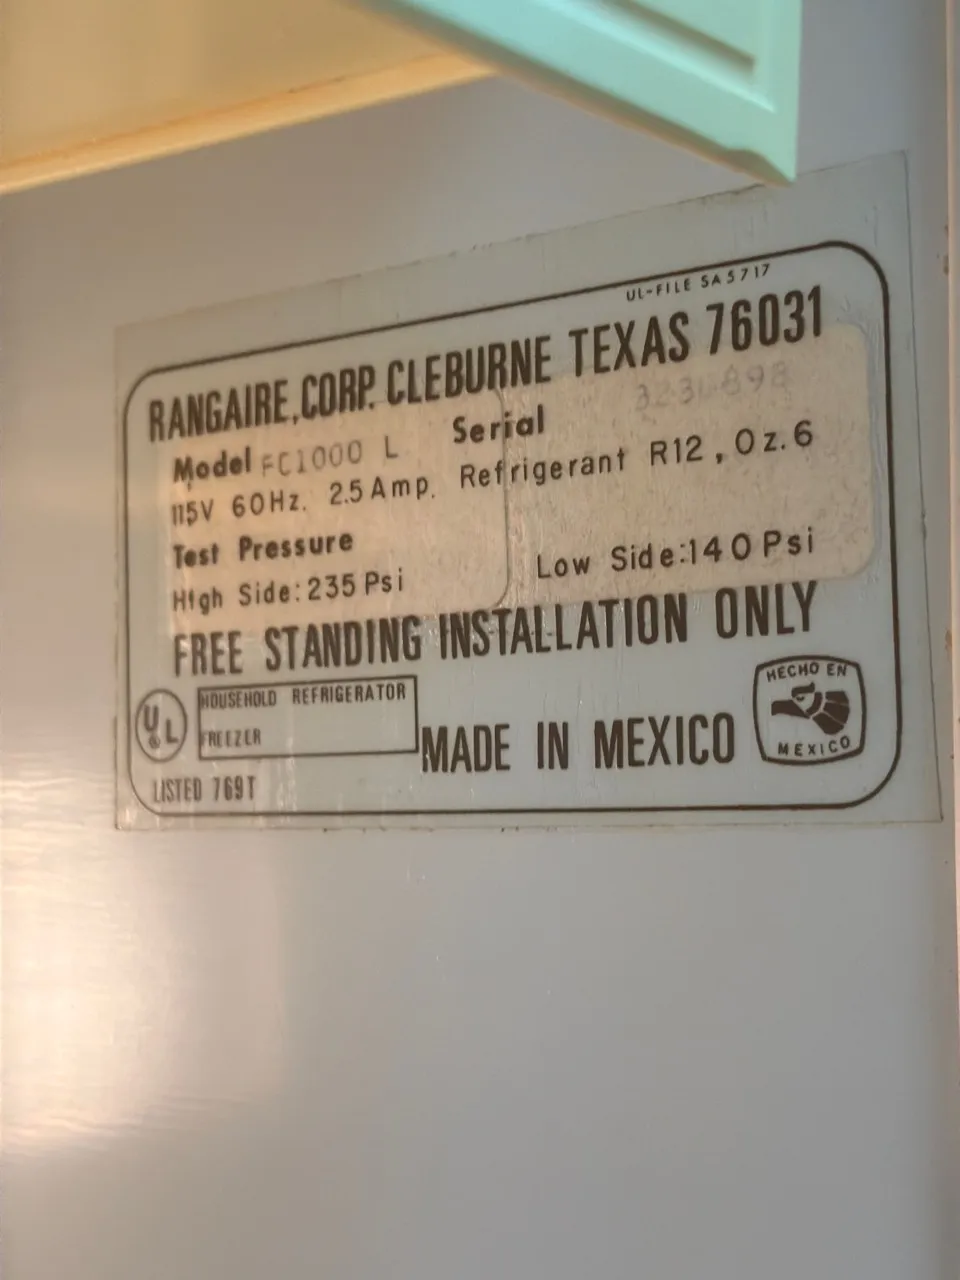 UL-FILE SA5717
RANGAIRE, CORP. CLEBURNE TEXAS 76031
Model FC1000 L Serial
115V 60Hz. 2.5 Amp. Refrigerant R12, Oz. 6
Test Pressure
High Side: 235 Psi Low Side: 140 Psi
FREE STANDING INSTALLATION ONLY
UL®
HOUSEHOLD REFRIGERATOR
FREEZER
LISTED 769T
MADE IN MEXICO
HECHO EN
MEXICO